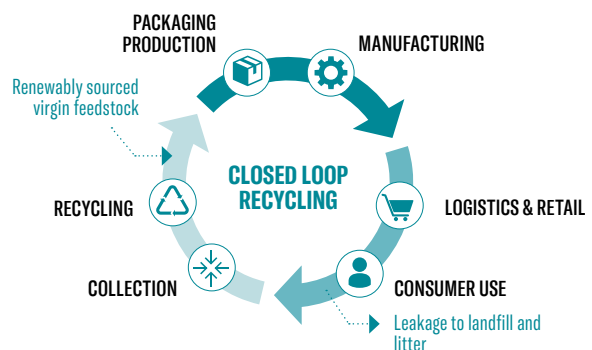 PACKAGING
PRODUCTION
MANUFACTURING
Renewably sourced
virgin feedstock
CLOSED LOOP
RECYCLING
RECYCLING
LOGISTICS & RETAIL
COLLECTION
CONSUMER USE
Leakage to landfill and
litter